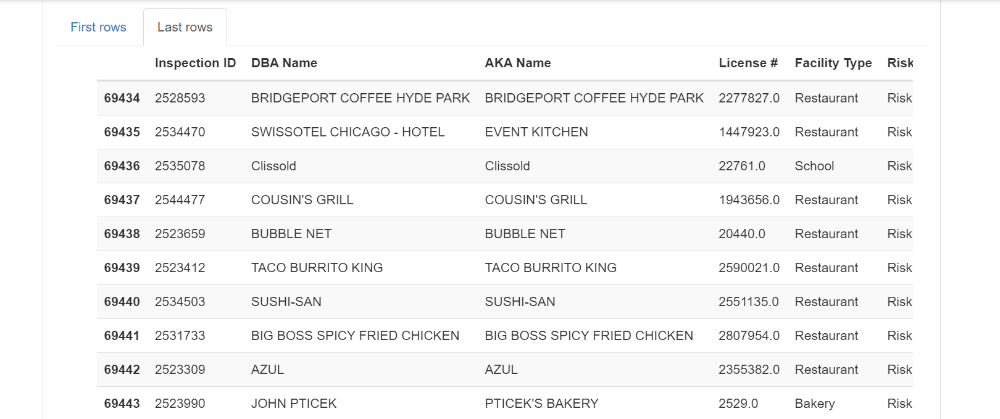 First rows Last rows
Inspection ID DBA Name AKA Name License # Facility Type Risk
69434 2528593 BRIDGEPORT COFFEE HYDE PARK BRIDGEPORT COFFEE HYDE PARK 2277827.0 Restaurant Risk
69435 2534470 SWISSOTEL CHICAGO - HOTEL EVENT KITCHEN 1447923.0 Restaurant Risk
69436 2535078 Clissold Clissold 22761.0 School Risk
69437 2544477 COUSIN'S GRILL COUSIN'S GRILL 1943656.0 Restaurant Risk
69438 2523659 BUBBLE NET BUBBLE NET 20440.0 Restaurant Risk
69439 2523412 TACO BURRITO KING TACO BURRITO KING 2590021.0 Restaurant Risk
69440 2534503 SUSHI-SAN SUSHI-SAN 2551135.0 Restaurant Risk
69441 2531733 BIG BOSS SPICY FRIED CHICKEN BIG BOSS SPICY FRIED CHICKEN 2807954.0 Restaurant Risk
69442 2523309 AZUL AZUL 2355382.0 Restaurant Risk
69443 2523990 JOHN PTICEK PTICEK'S BAKERY 2529.0 Bakery Risk